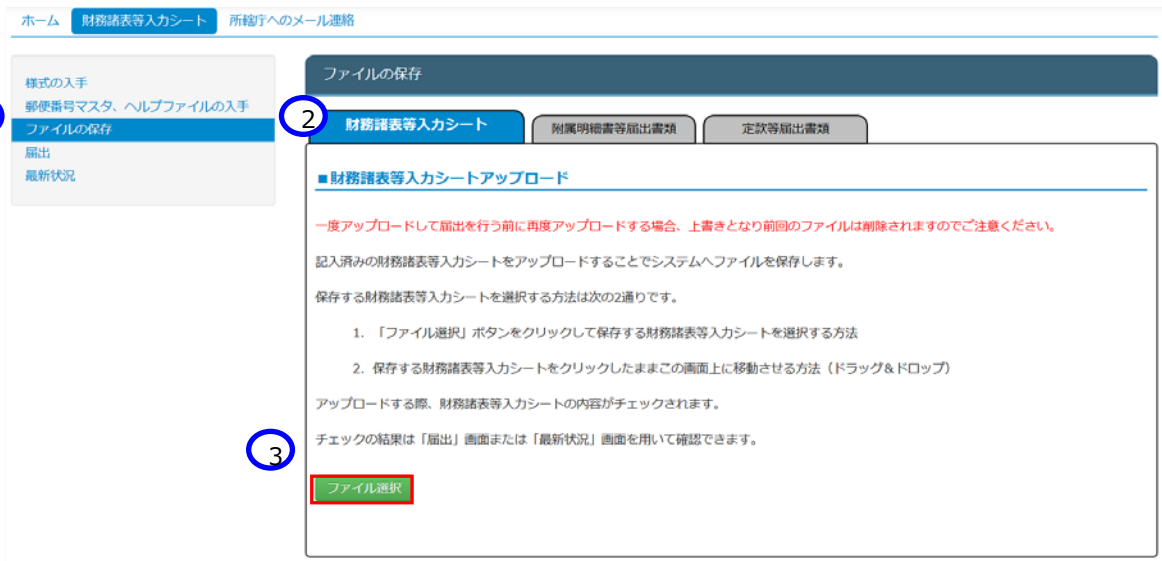 ホーム 財務諸表等入力シート 所轄庁へのメール連絡
様式の入手
郵便番号マスタ、ヘルプファイルの入手
ファイルの保存
届出
最新状況
ファイルの保存
2
財務諸表等入力シート 附属明細書等届出書類 定款等届出書類
■財務諸表等入力シートアップロード
一度アップロードして届出を行う前に再度アップロードする場合、上書きとなり前回のファイルは削除されますのでご注意ください。
記入済みの財務諸表等入力シートをアップロードすることでシステムへファイルを保存します。
保存する財務諸表等入力シートを選択する方法は次の2通りです。
1. 「ファイル選択」ボタンをクリックして保存する財務諸表等入力シートを選択する方法
2. 保存する財務諸表等入力シートをクリックしたままこの画面上に移動させる方法（ドラッグ&ドロップ）
アップロードする際、財務諸表等入力シートの内容がチェックされます。
チェックの結果は「届出」画面または「最新状況」画面を用いて確認できます。
3
ファイル選択